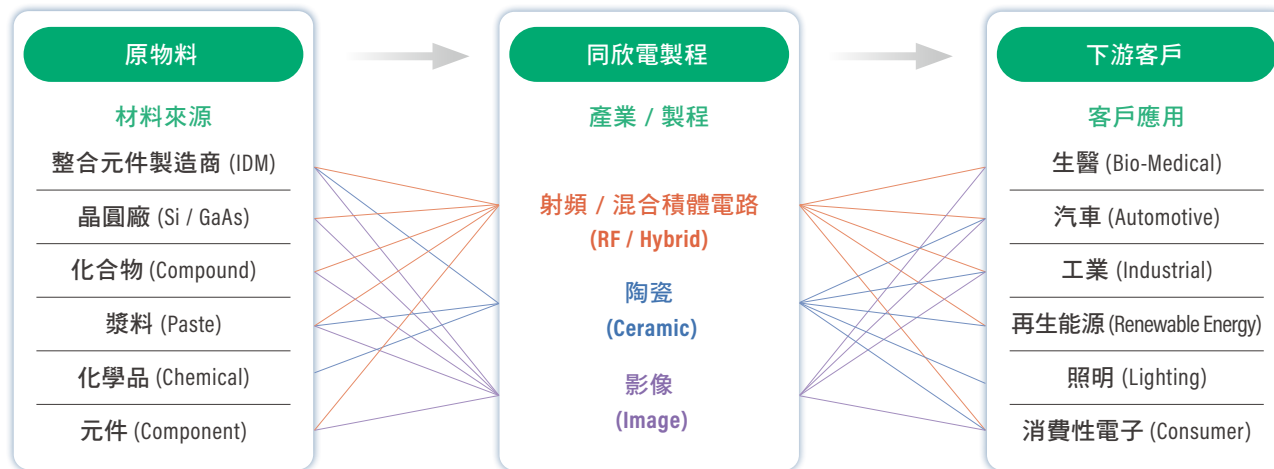 原物料
材料來源
整合元件製造商 (IDM)
晶圓廠 (Si / GaAs)
化合物 (Compound)
漿料 (Paste)
化學品 (Chemical)
元件 (Component)
同欣電製程
產業 / 製程
射頻 / 混合積體電路
(RF / Hybrid)
陶瓷
(Ceramic)
影像
(Image)
下游客戶
客戶應用
生醫 (Bio-Medical)
汽車 (Automotive)
工業 (Industrial)
再生能源 (Renewable Energy)
照明 (Lighting)
消費性電子 (Consumer)